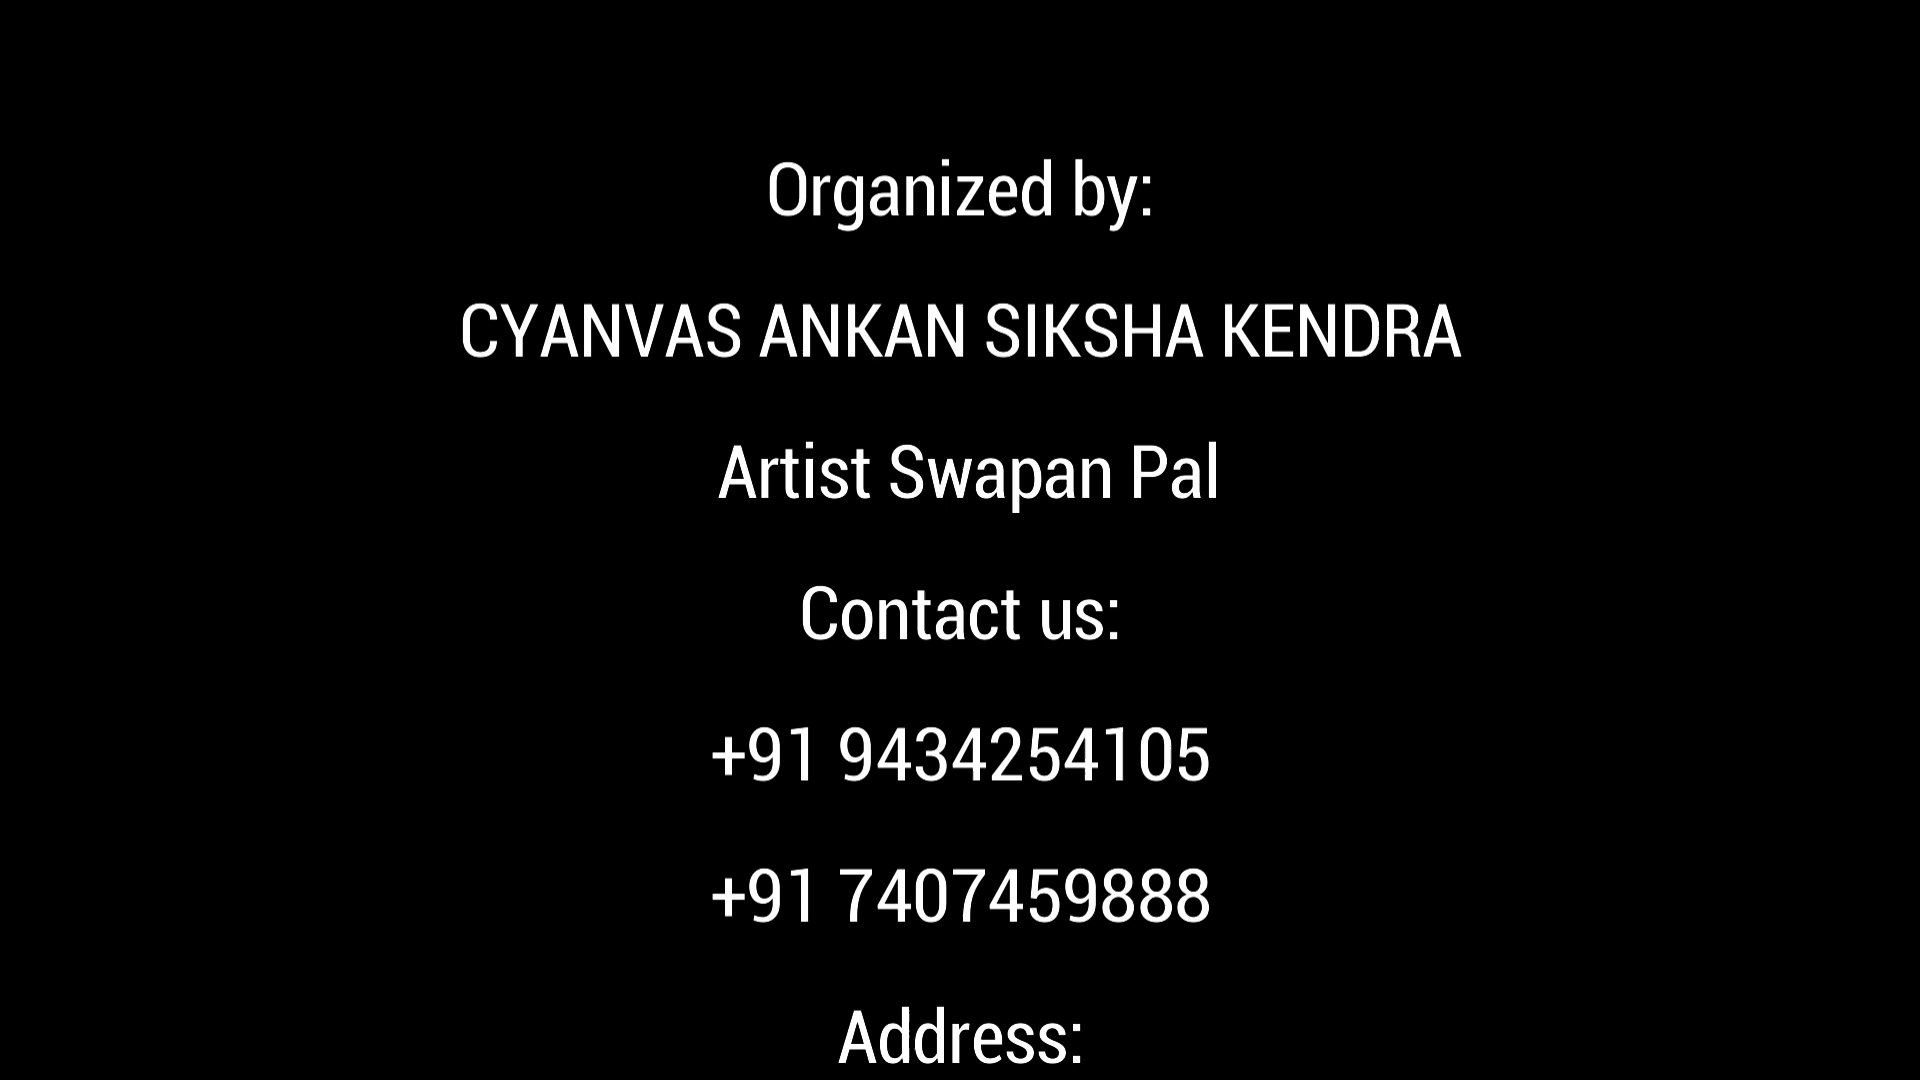 Organized by:
CYANVAS ANKAN SIKSHA KENDRA
Artist Swapan Pal
Contact us:
+91 9434254105
+91 7407459888
Address: